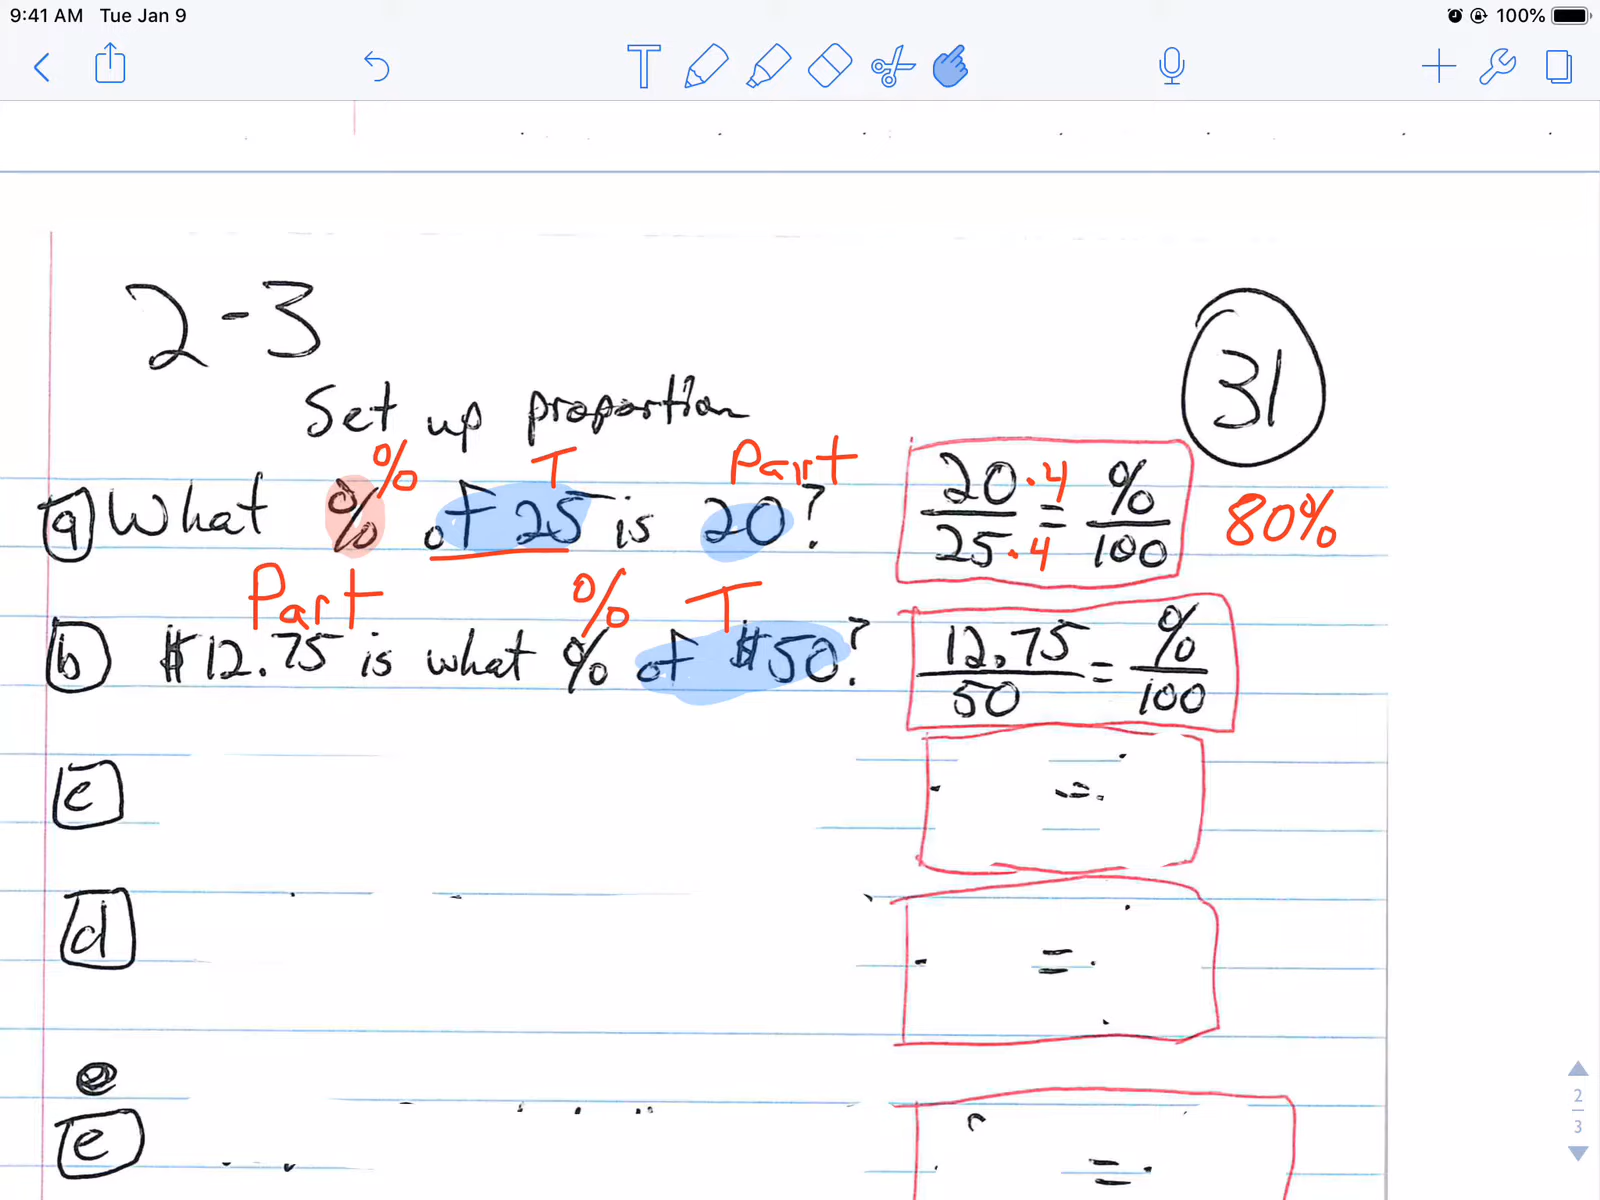 9:41 AM Tue Jan 9
100%
T
2-3
31
Set up proportion
% T Part
a What % of 25 is 20?
20 · 4 / 25 · 4 = % / 100
80%
Part % T
b $12.75 is what % of $50?
12.75 / 50 = % / 100
c
=
d
=
e
e
=
2
3